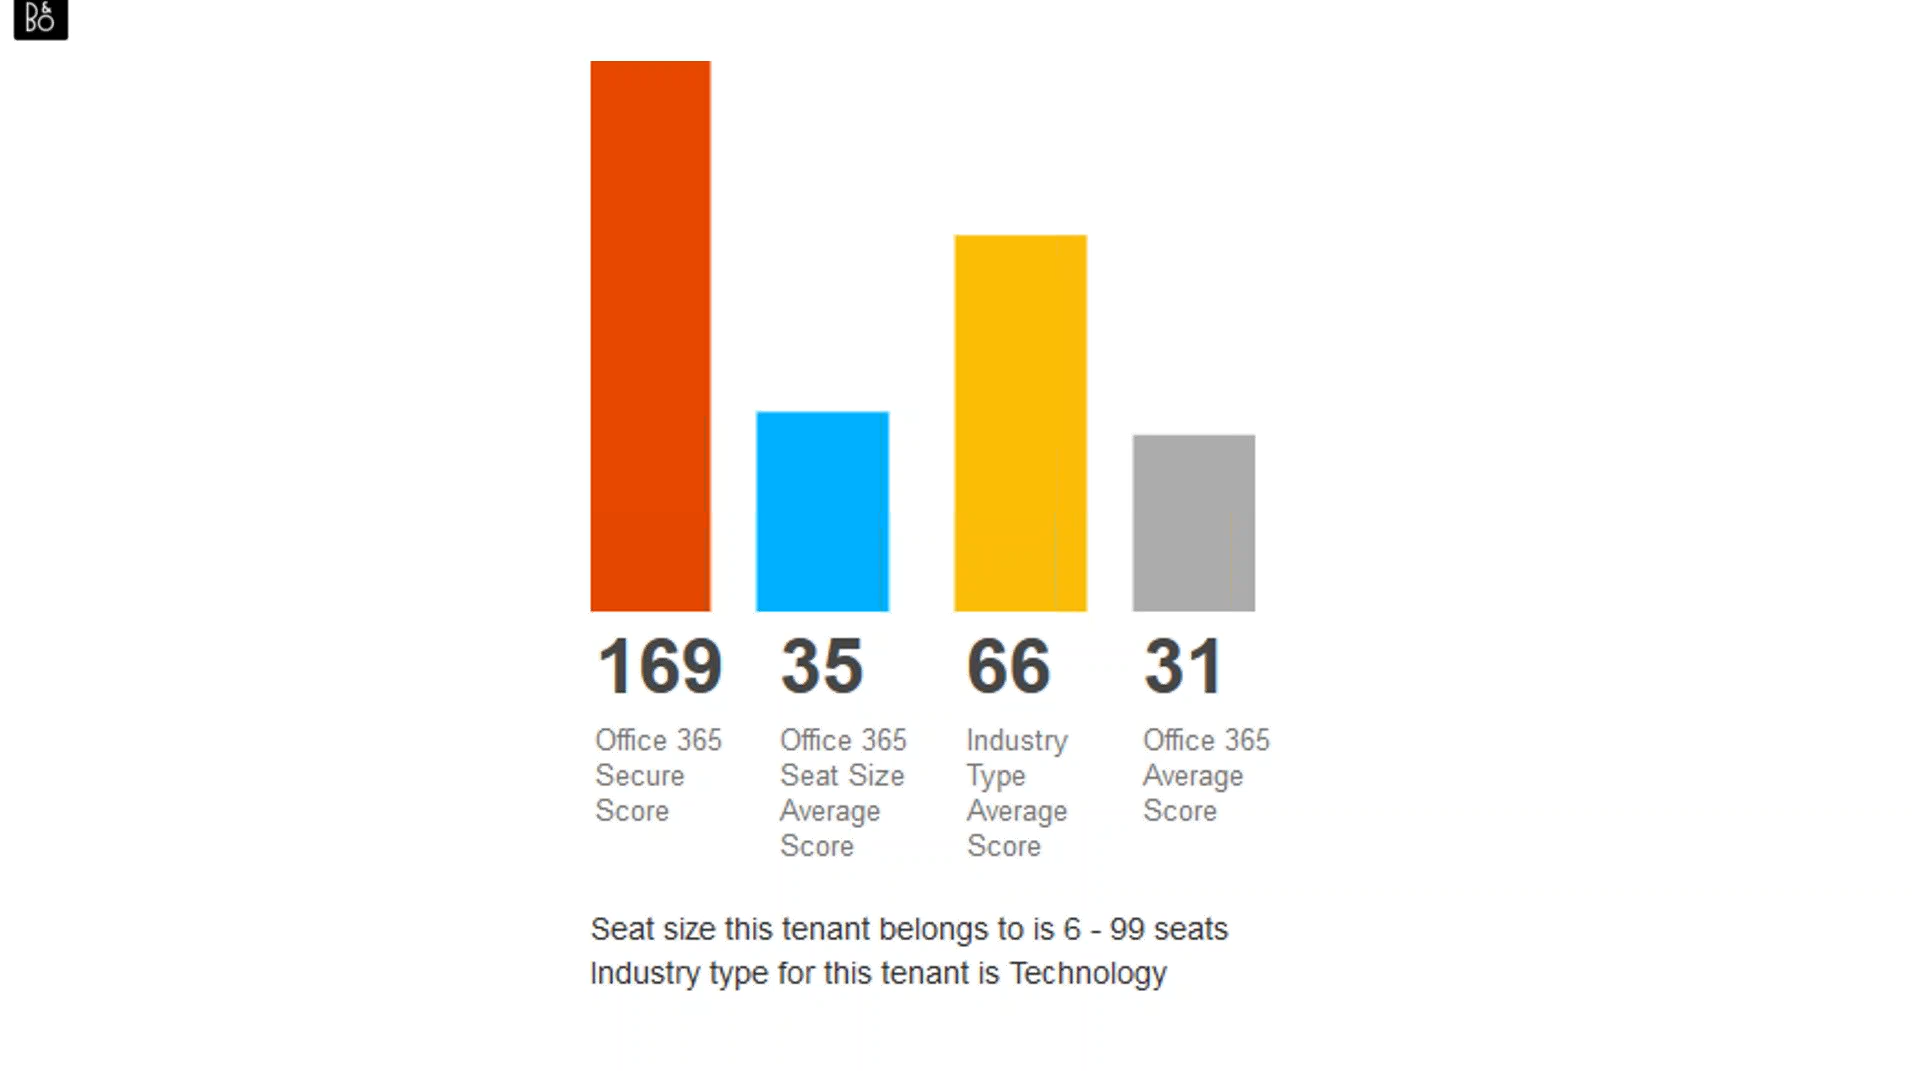 B&O
169 35 66 31
Office 365 Secure Score
Office 365 Seat Size Average Score
Industry Type Average Score
Office 365 Average Score
Seat size this tenant belongs to is 6 - 99 seats
Industry type for this tenant is Technology